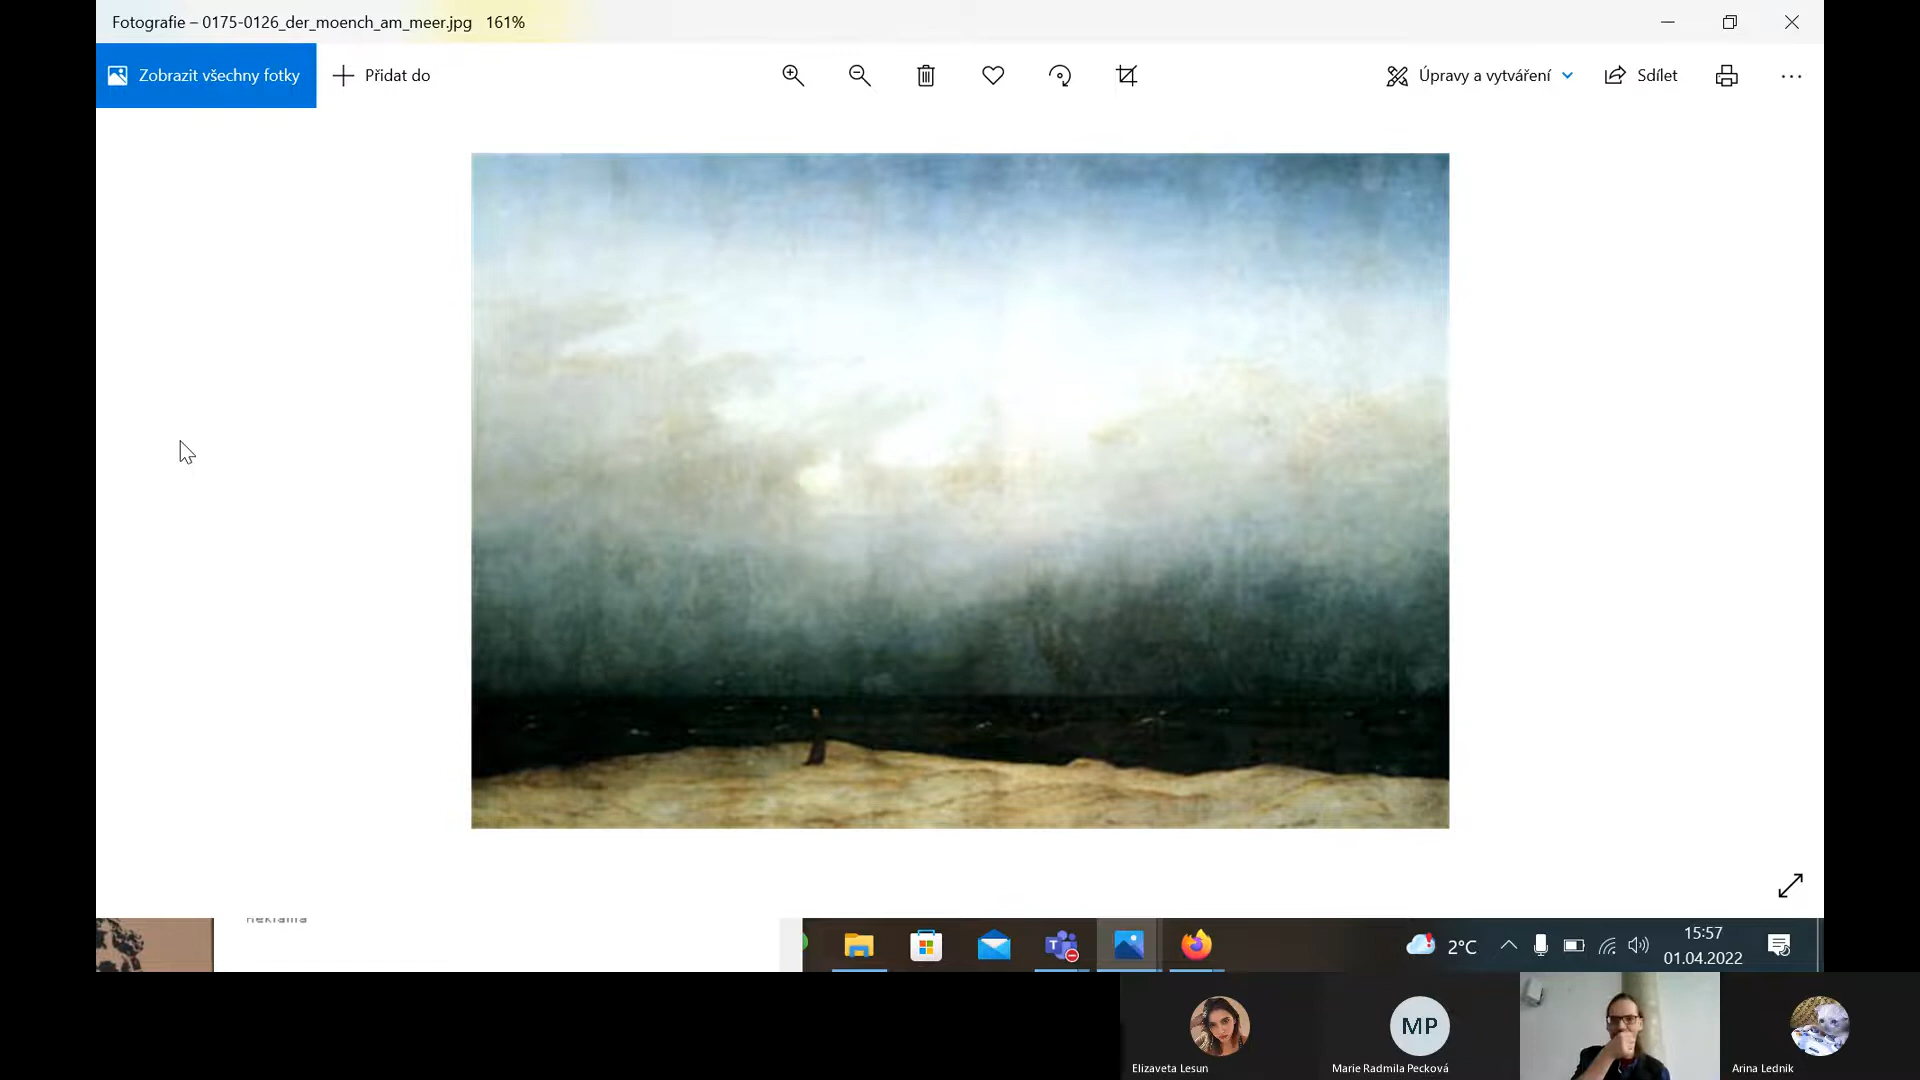 Fotografie – 0175-0126_der_moench_am_meer.jpg 161%
Zobrazit všechny fotky
Přidat do
Úpravy a vytváření
Sdílet
2°C
15:57
01.04.2022
MP
Elizaveta Lesun
Marie Radmila Pecková
Arina Lednik